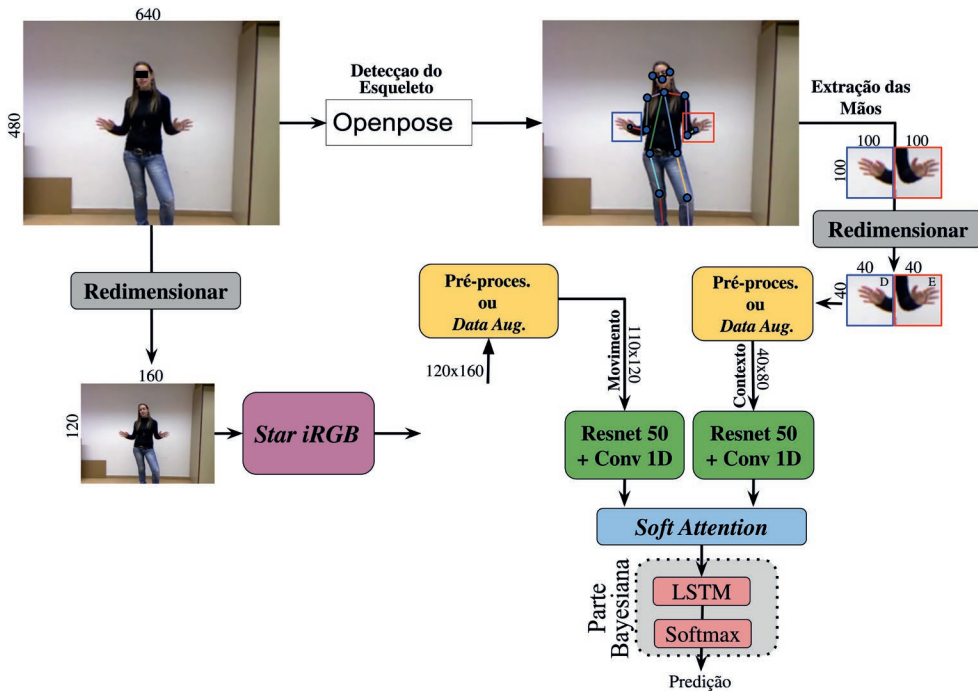 640
480
Detecçao do
Esqueleto
Openpose
Extração das
Mãos
100
100
100
Redimensionar
40
40
40
D
E
Redimensionar
160
120
Star iRGB
120x160
Pré-proces.
ou
Data Aug.
Movimento
110x120
Pré-proces.
ou
Data Aug.
Contexto
40x80
Resnet 50
+ Conv 1D
Resnet 50
+ Conv 1D
Soft Attention
Parte
Bayesiana
LSTM
Softmax
Predição